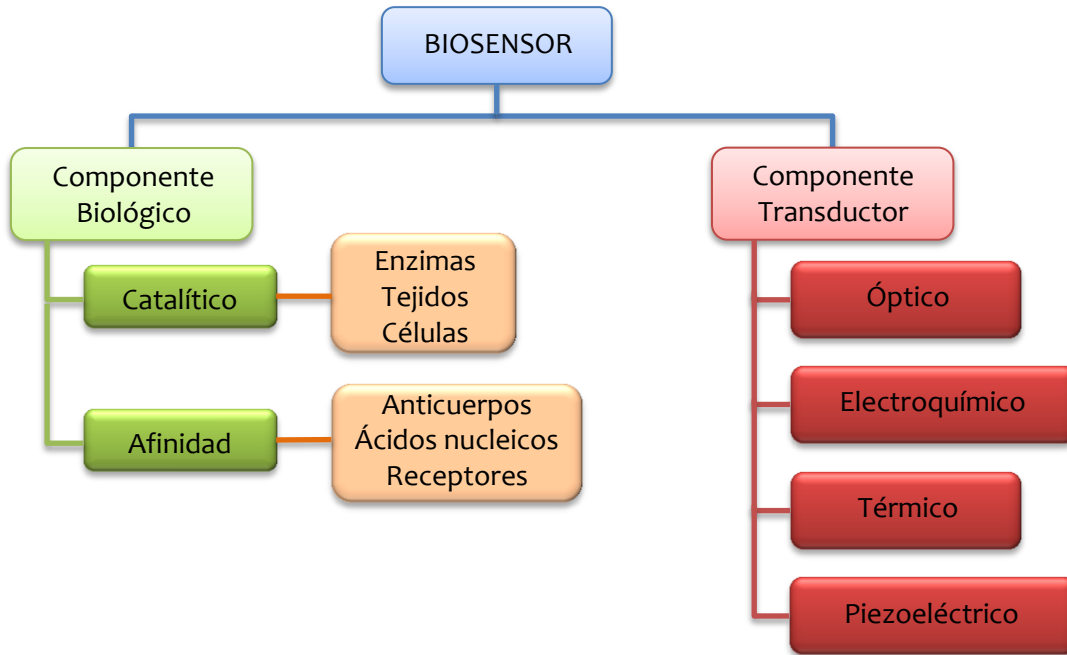 BIOSENSOR
Componente
Biológico
Catalítico
Enzimas
Tejidos
Células
Afinidad
Anticuerpos
Ácidos nucleicos
Receptores
Componente
Transductor
Óptico
Electroquímico
Térmico
Piezoeléctrico